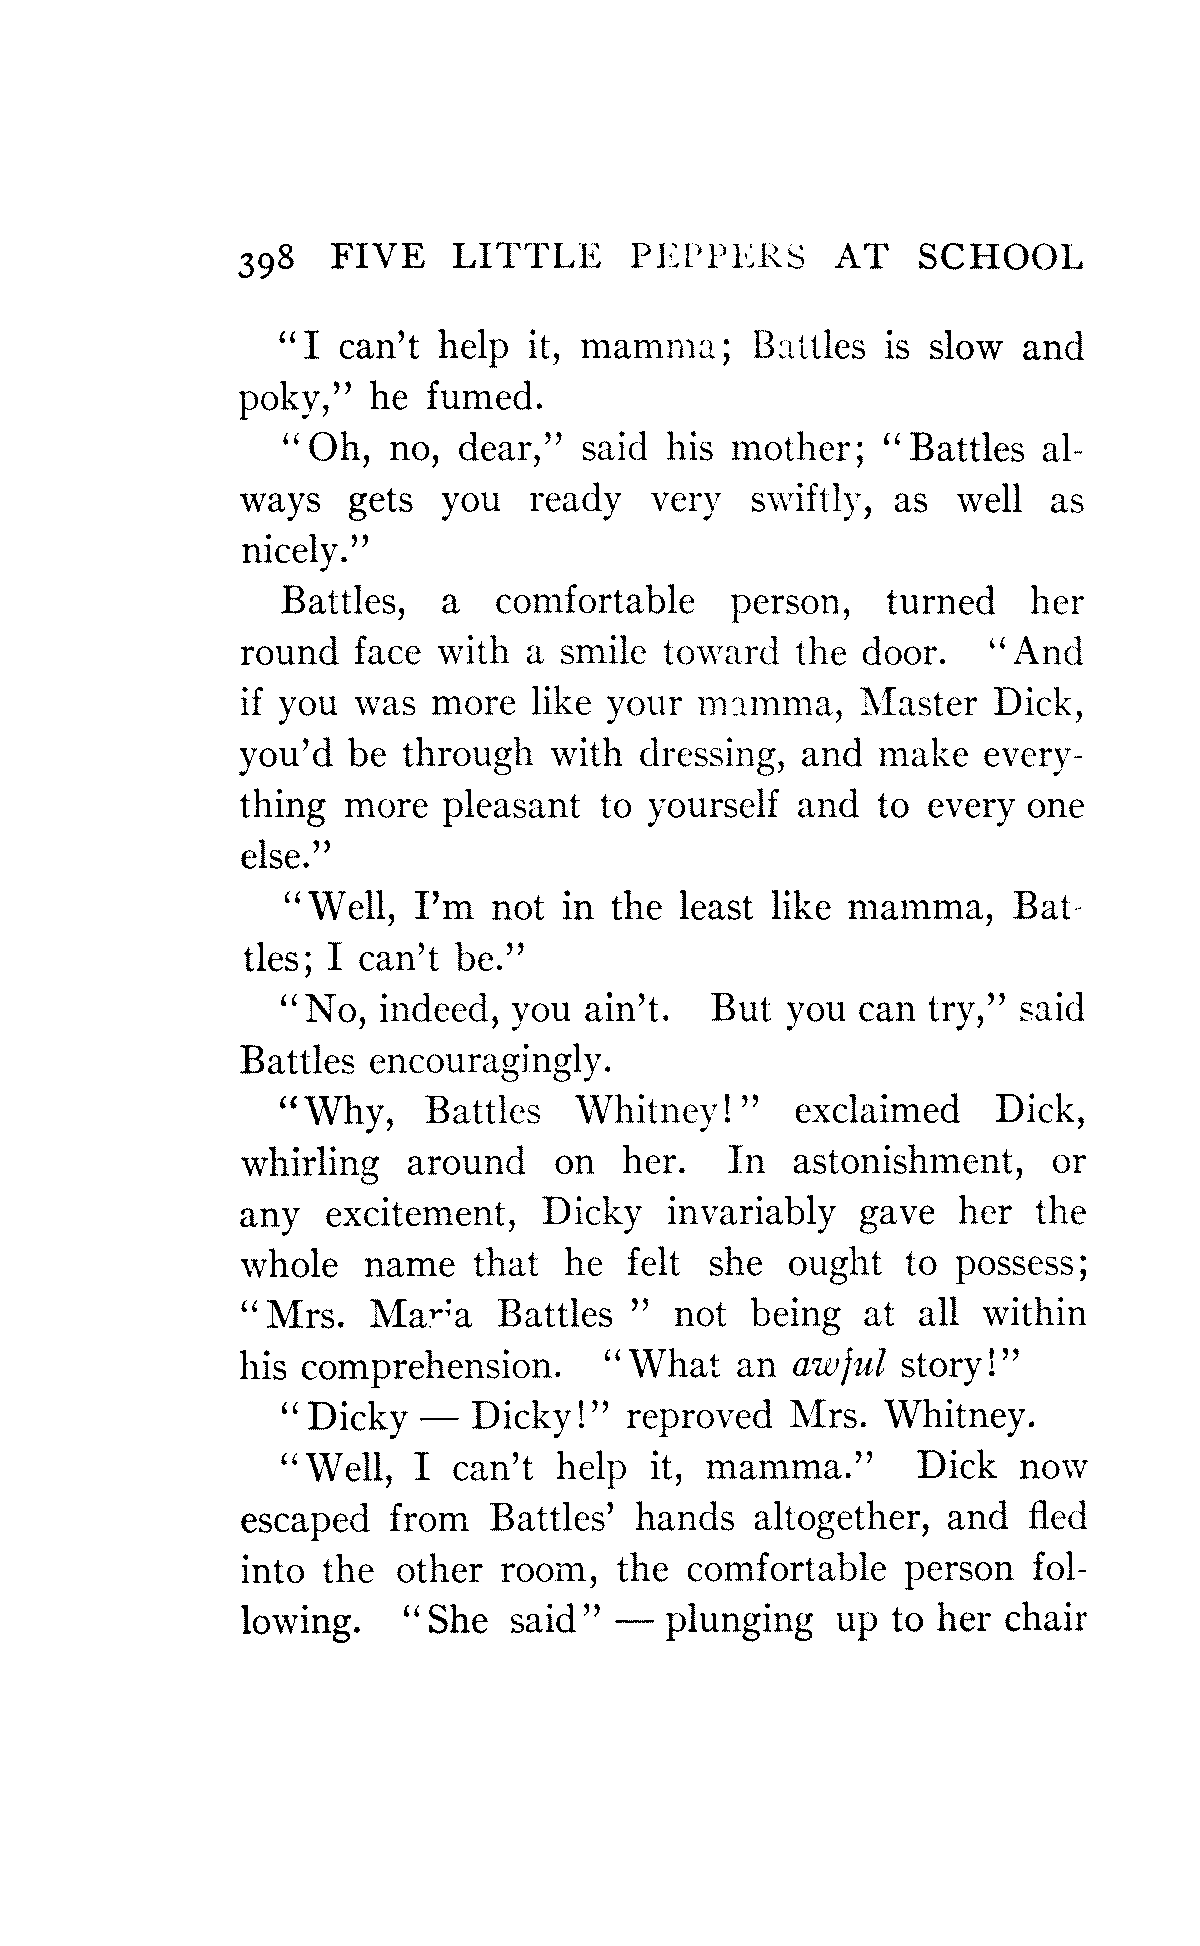 398 FIVE LITTLE PEPPERS AT SCHOOL
"I can't help it, mamma; Battles is slow and
poky," he fumed.
"Oh, no, dear," said his mother; "Battles al-
ways gets you ready very swiftly, as well as
nicely."
Battles, a comfortable person, turned her
round face with a smile toward the door. "And
if you was more like your mamma, Master Dick,
you'd be through with dressing, and make every-
thing more pleasant to yourself and to every one
else."
"Well, I'm not in the least like mamma, Bat-
tles; I can't be."
"No, indeed, you ain't. But you can try," said
Battles encouragingly.
"Why, Battles Whitney!" exclaimed Dick,
whirling around on her. In astonishment, or
any excitement, Dicky invariably gave her the
whole name that he felt she ought to possess;
"Mrs. Maria Battles" not being at all within
his comprehension. "What an awful story!"
"Dicky — Dicky!" reproved Mrs. Whitney.
"Well, I can't help it, mamma." Dick now
escaped from Battles' hands altogether, and fled
into the other room, the comfortable person fol-
lowing. "She said" — plunging up to her chair